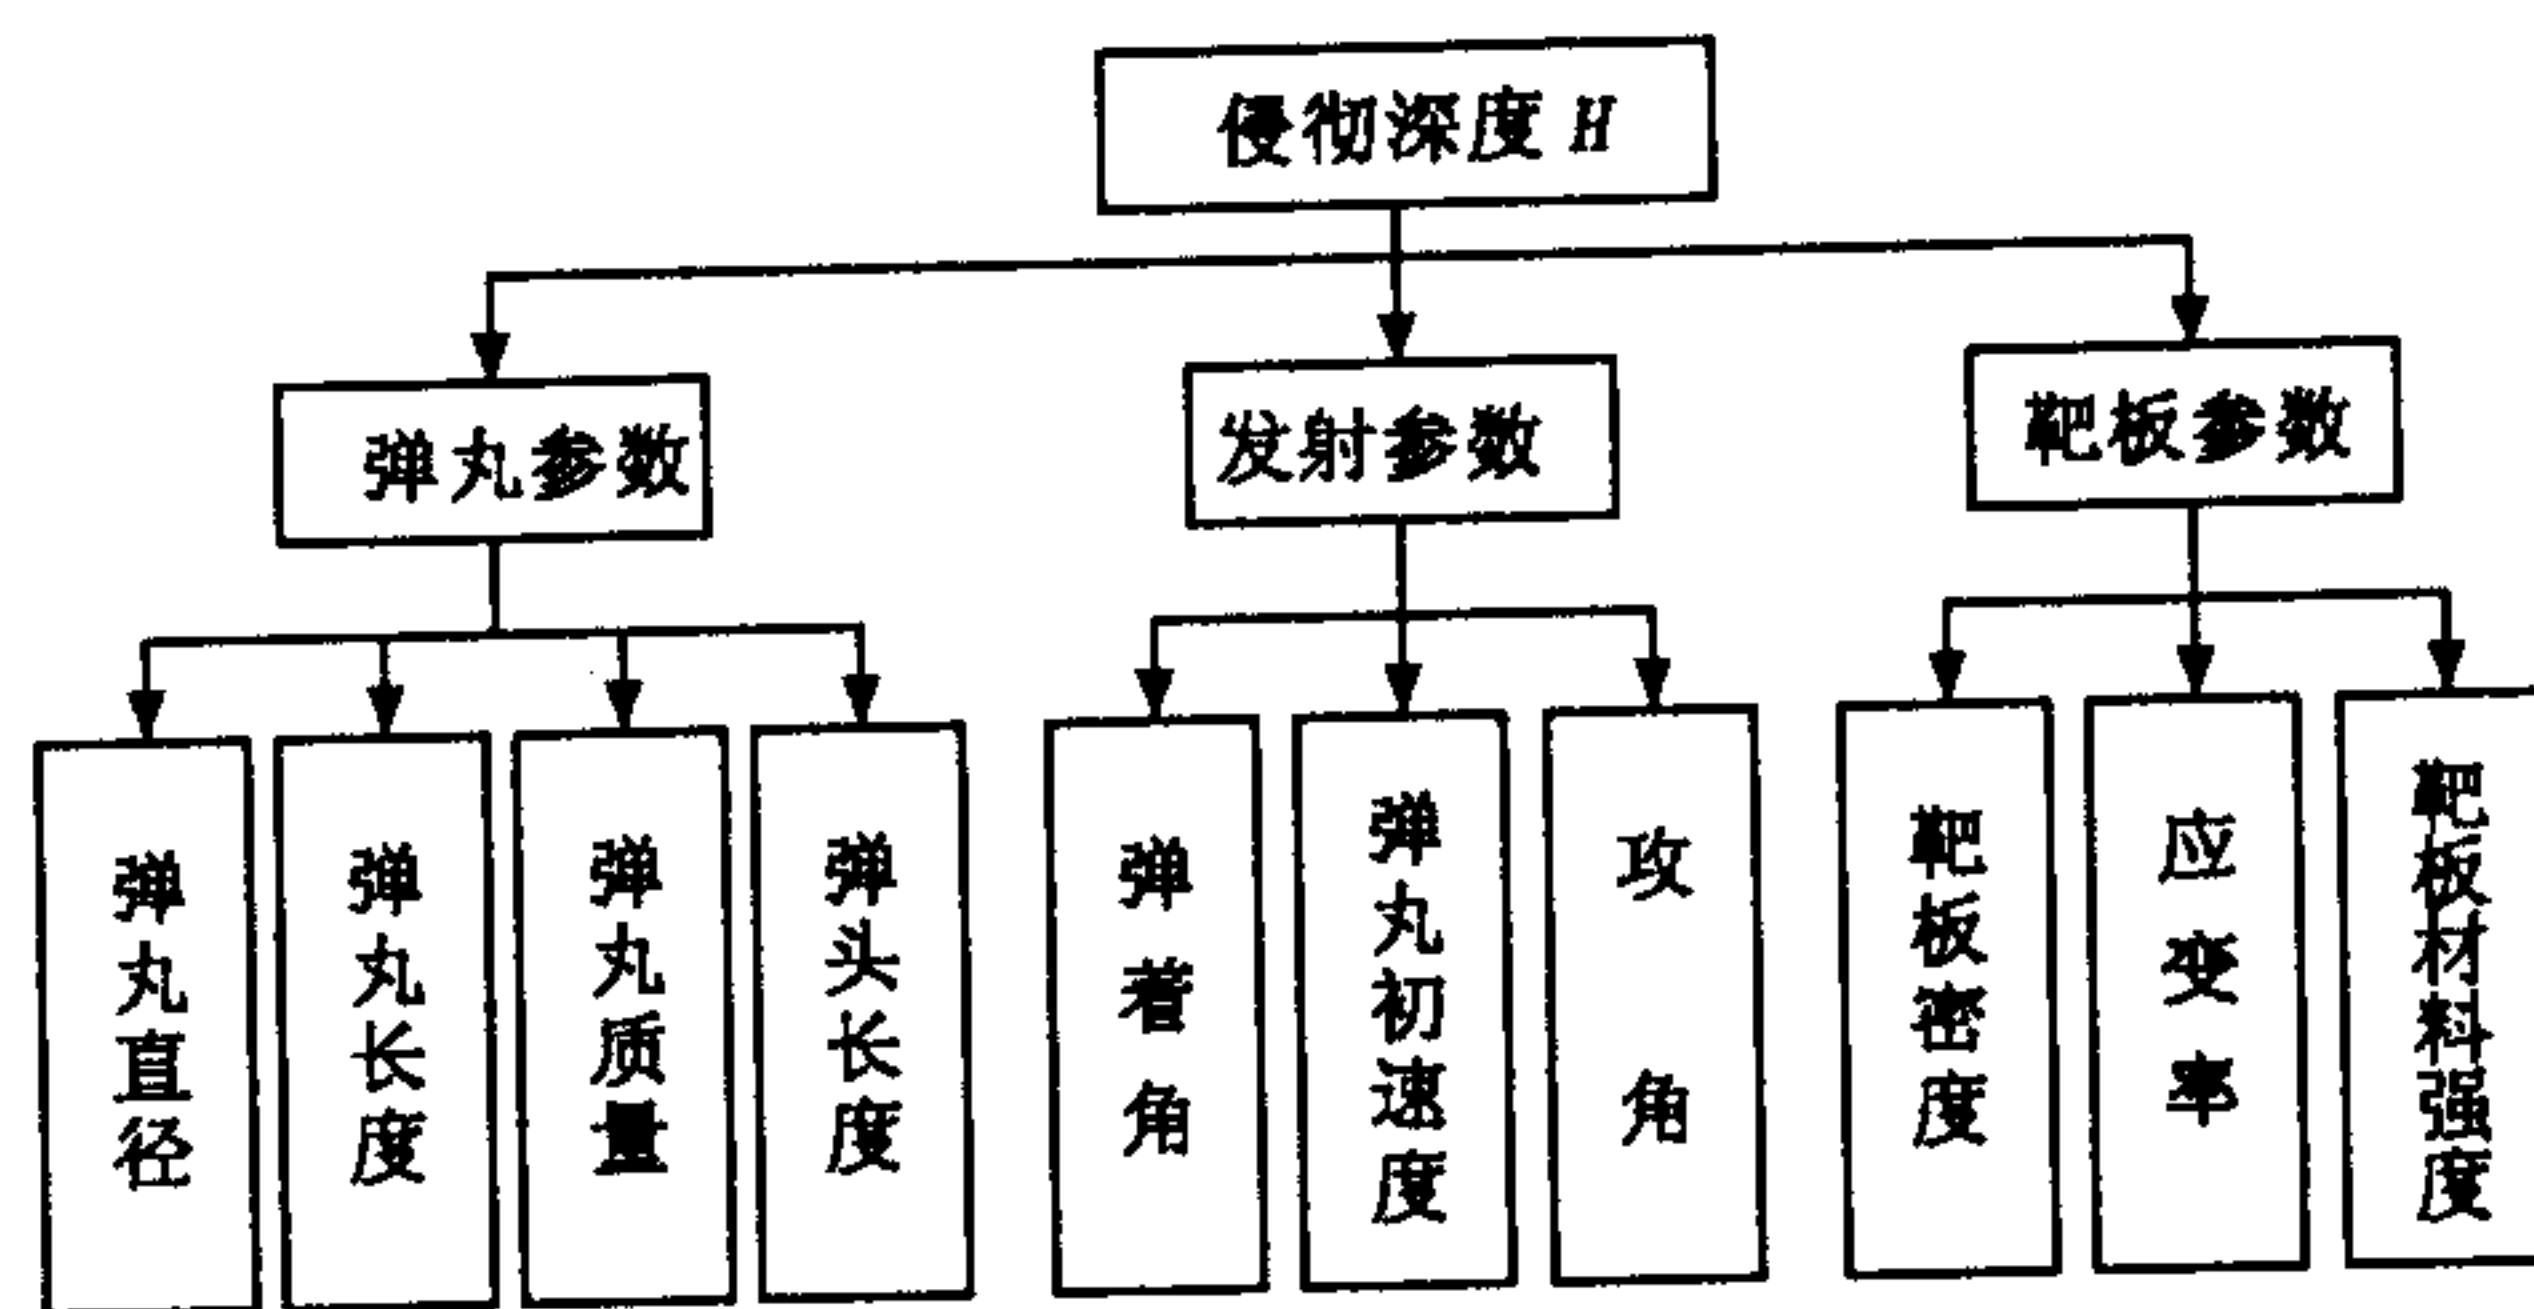 侵彻深度 H
弹丸参数
发射参数
靶板参数
弹丸直径
弹丸长度
弹丸质量
弹头长度
弹着角
弹丸初速度
攻角
靶板密度
应变率
靶板材料强度